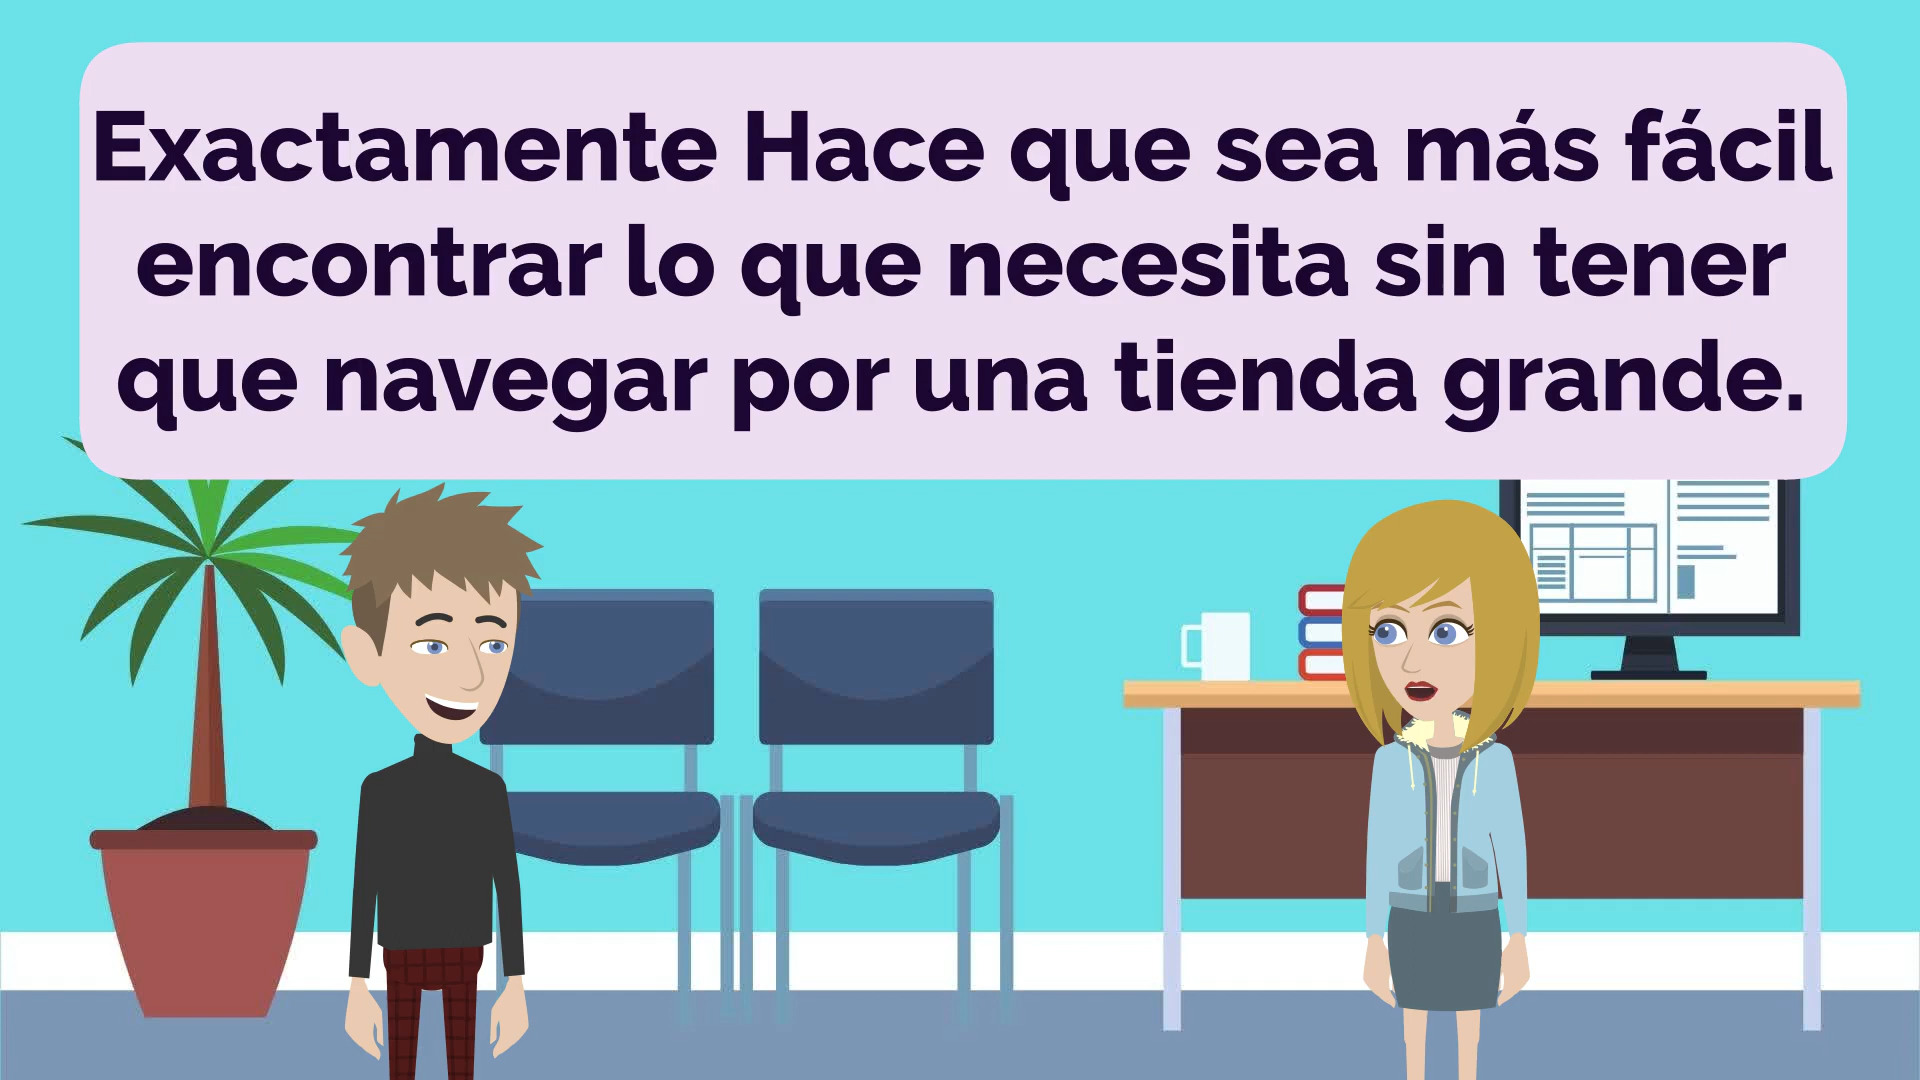 Exactamente Hace que sea más fácil
encontrar lo que necesita sin tener
que navegar por una tienda grande.